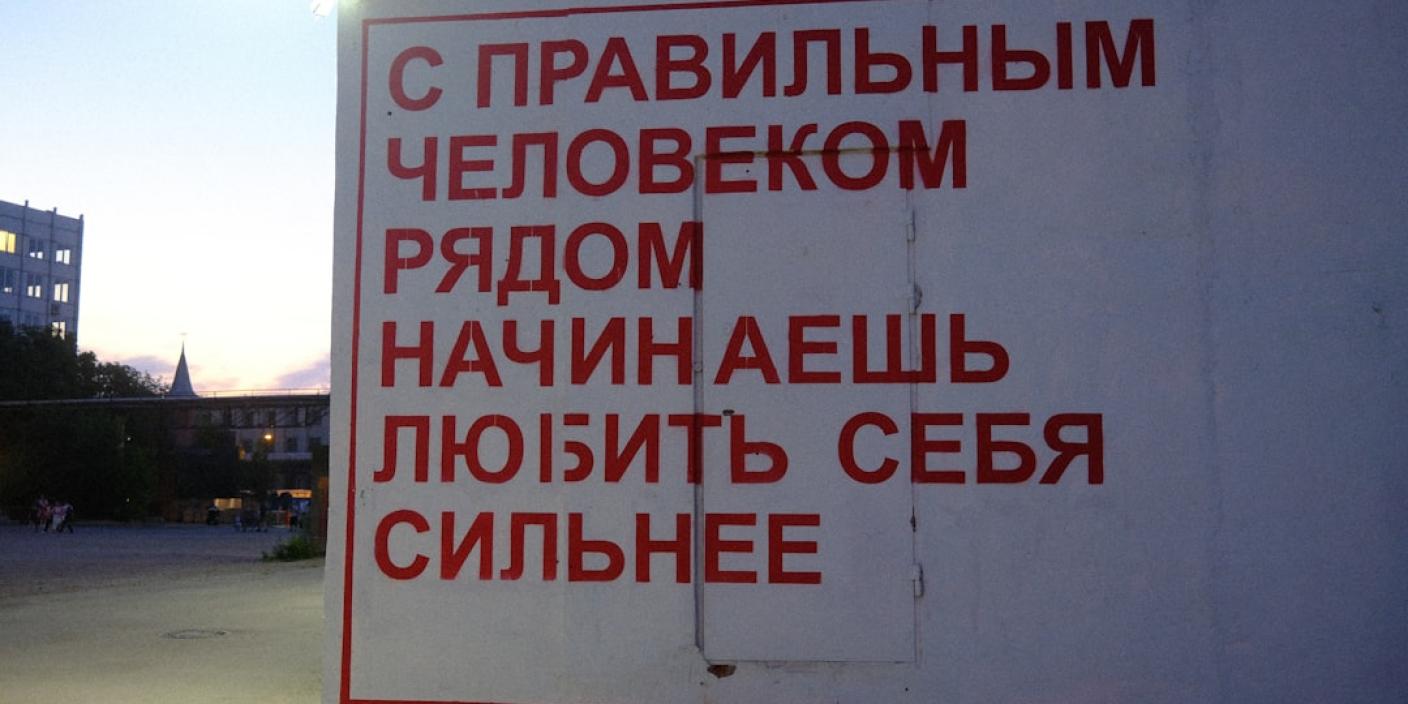 С ПРАВИЛЬНЫМ
ЧЕЛОВЕКОМ
РЯДОМ
НАЧИНАЕШЬ
ЛЮБИТЬ СЕБЯ
СИЛЬНЕЕ